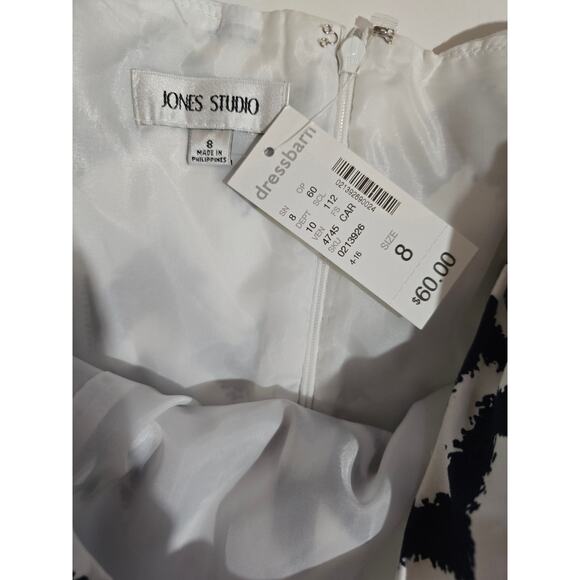 JONES STUDIO
8
MADE IN
PHILIPPINES
dressbarn
SN OP
8 60
DEPT SCL
10 112
VEN F/S
4745 CAR
SKU
0213926
4-16
021392690024
SIZE
8
$60.00